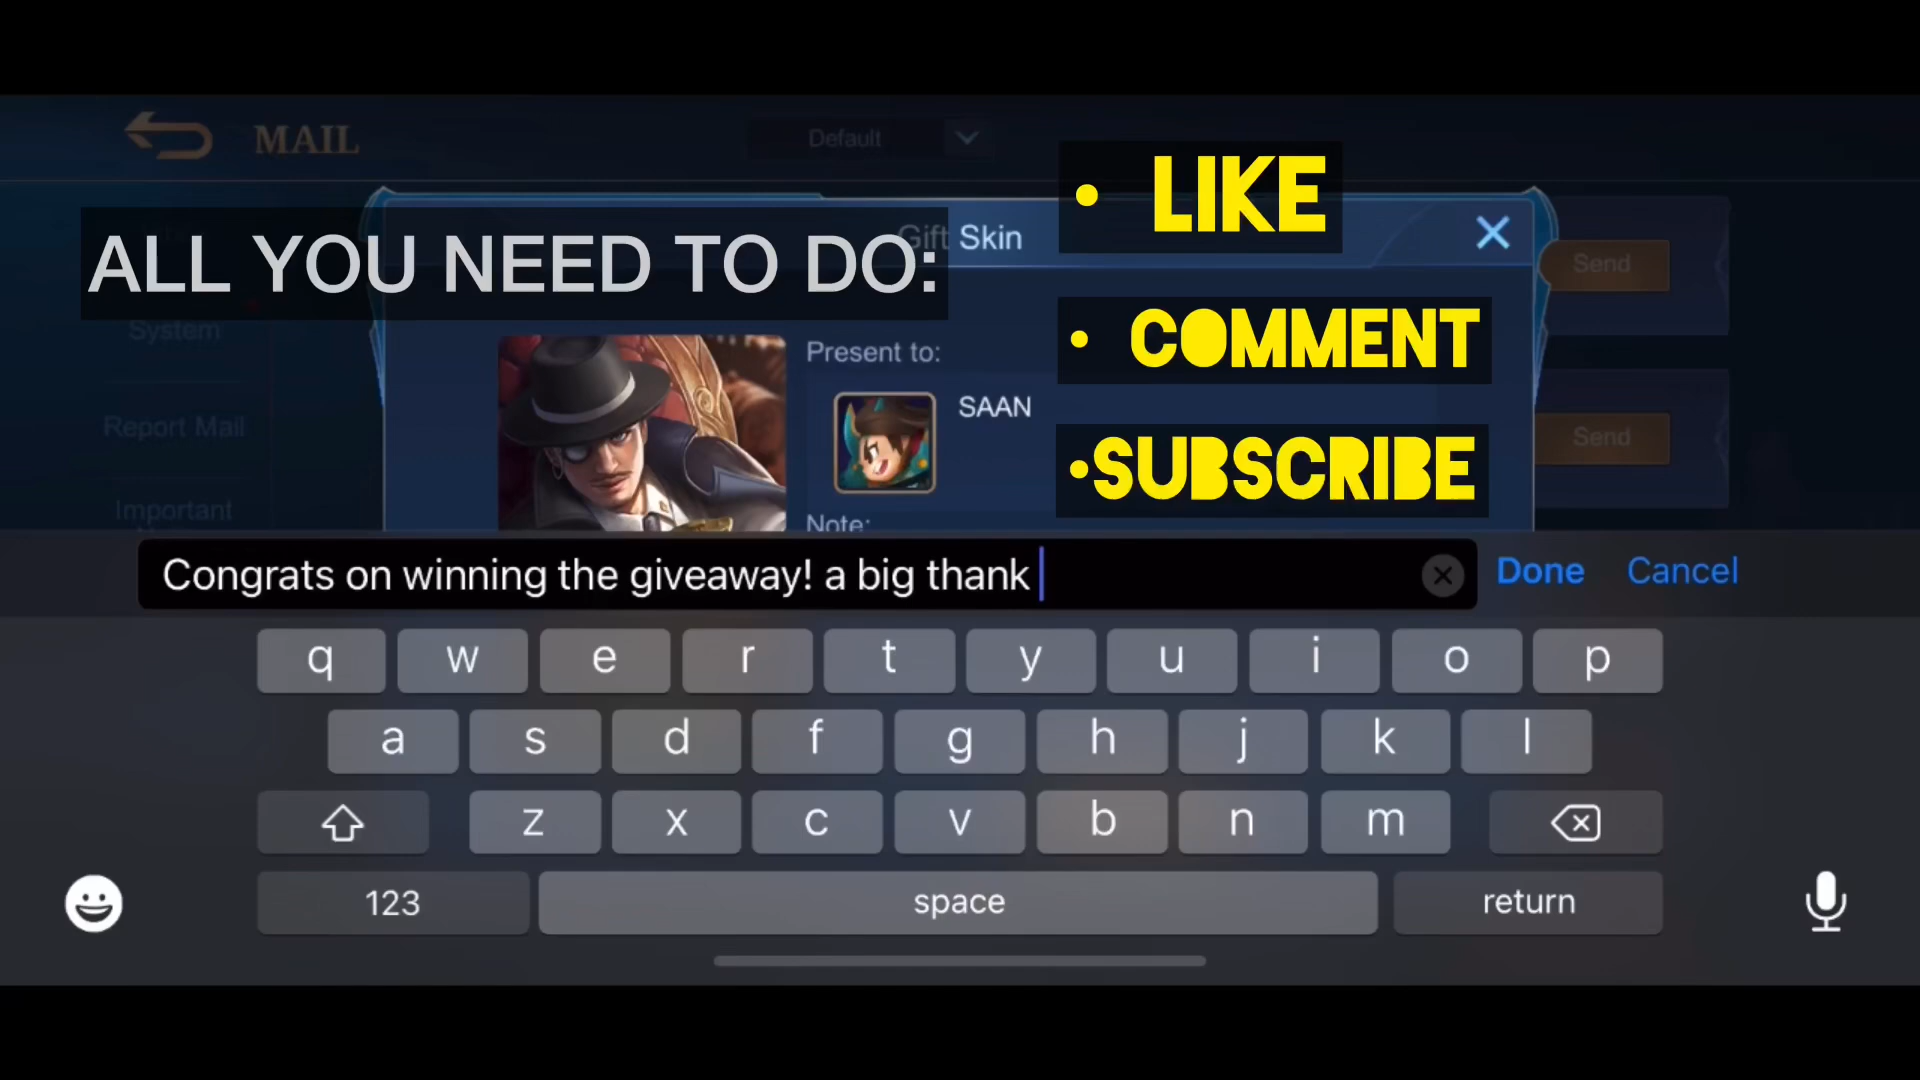 MAIL
Default
• LIKE
ALL YOU NEED TO DO:
Gift Skin
Send
System
• COMMENT
Present to:
SAAN
Report Mail
Send
•SUBSCRIBE
Important
Note:
Congrats on winning the giveaway! a big thank
Done
Cancel
q w e r t y u i o p
a s d f g h j k l
z x c v b n m
123
space
return